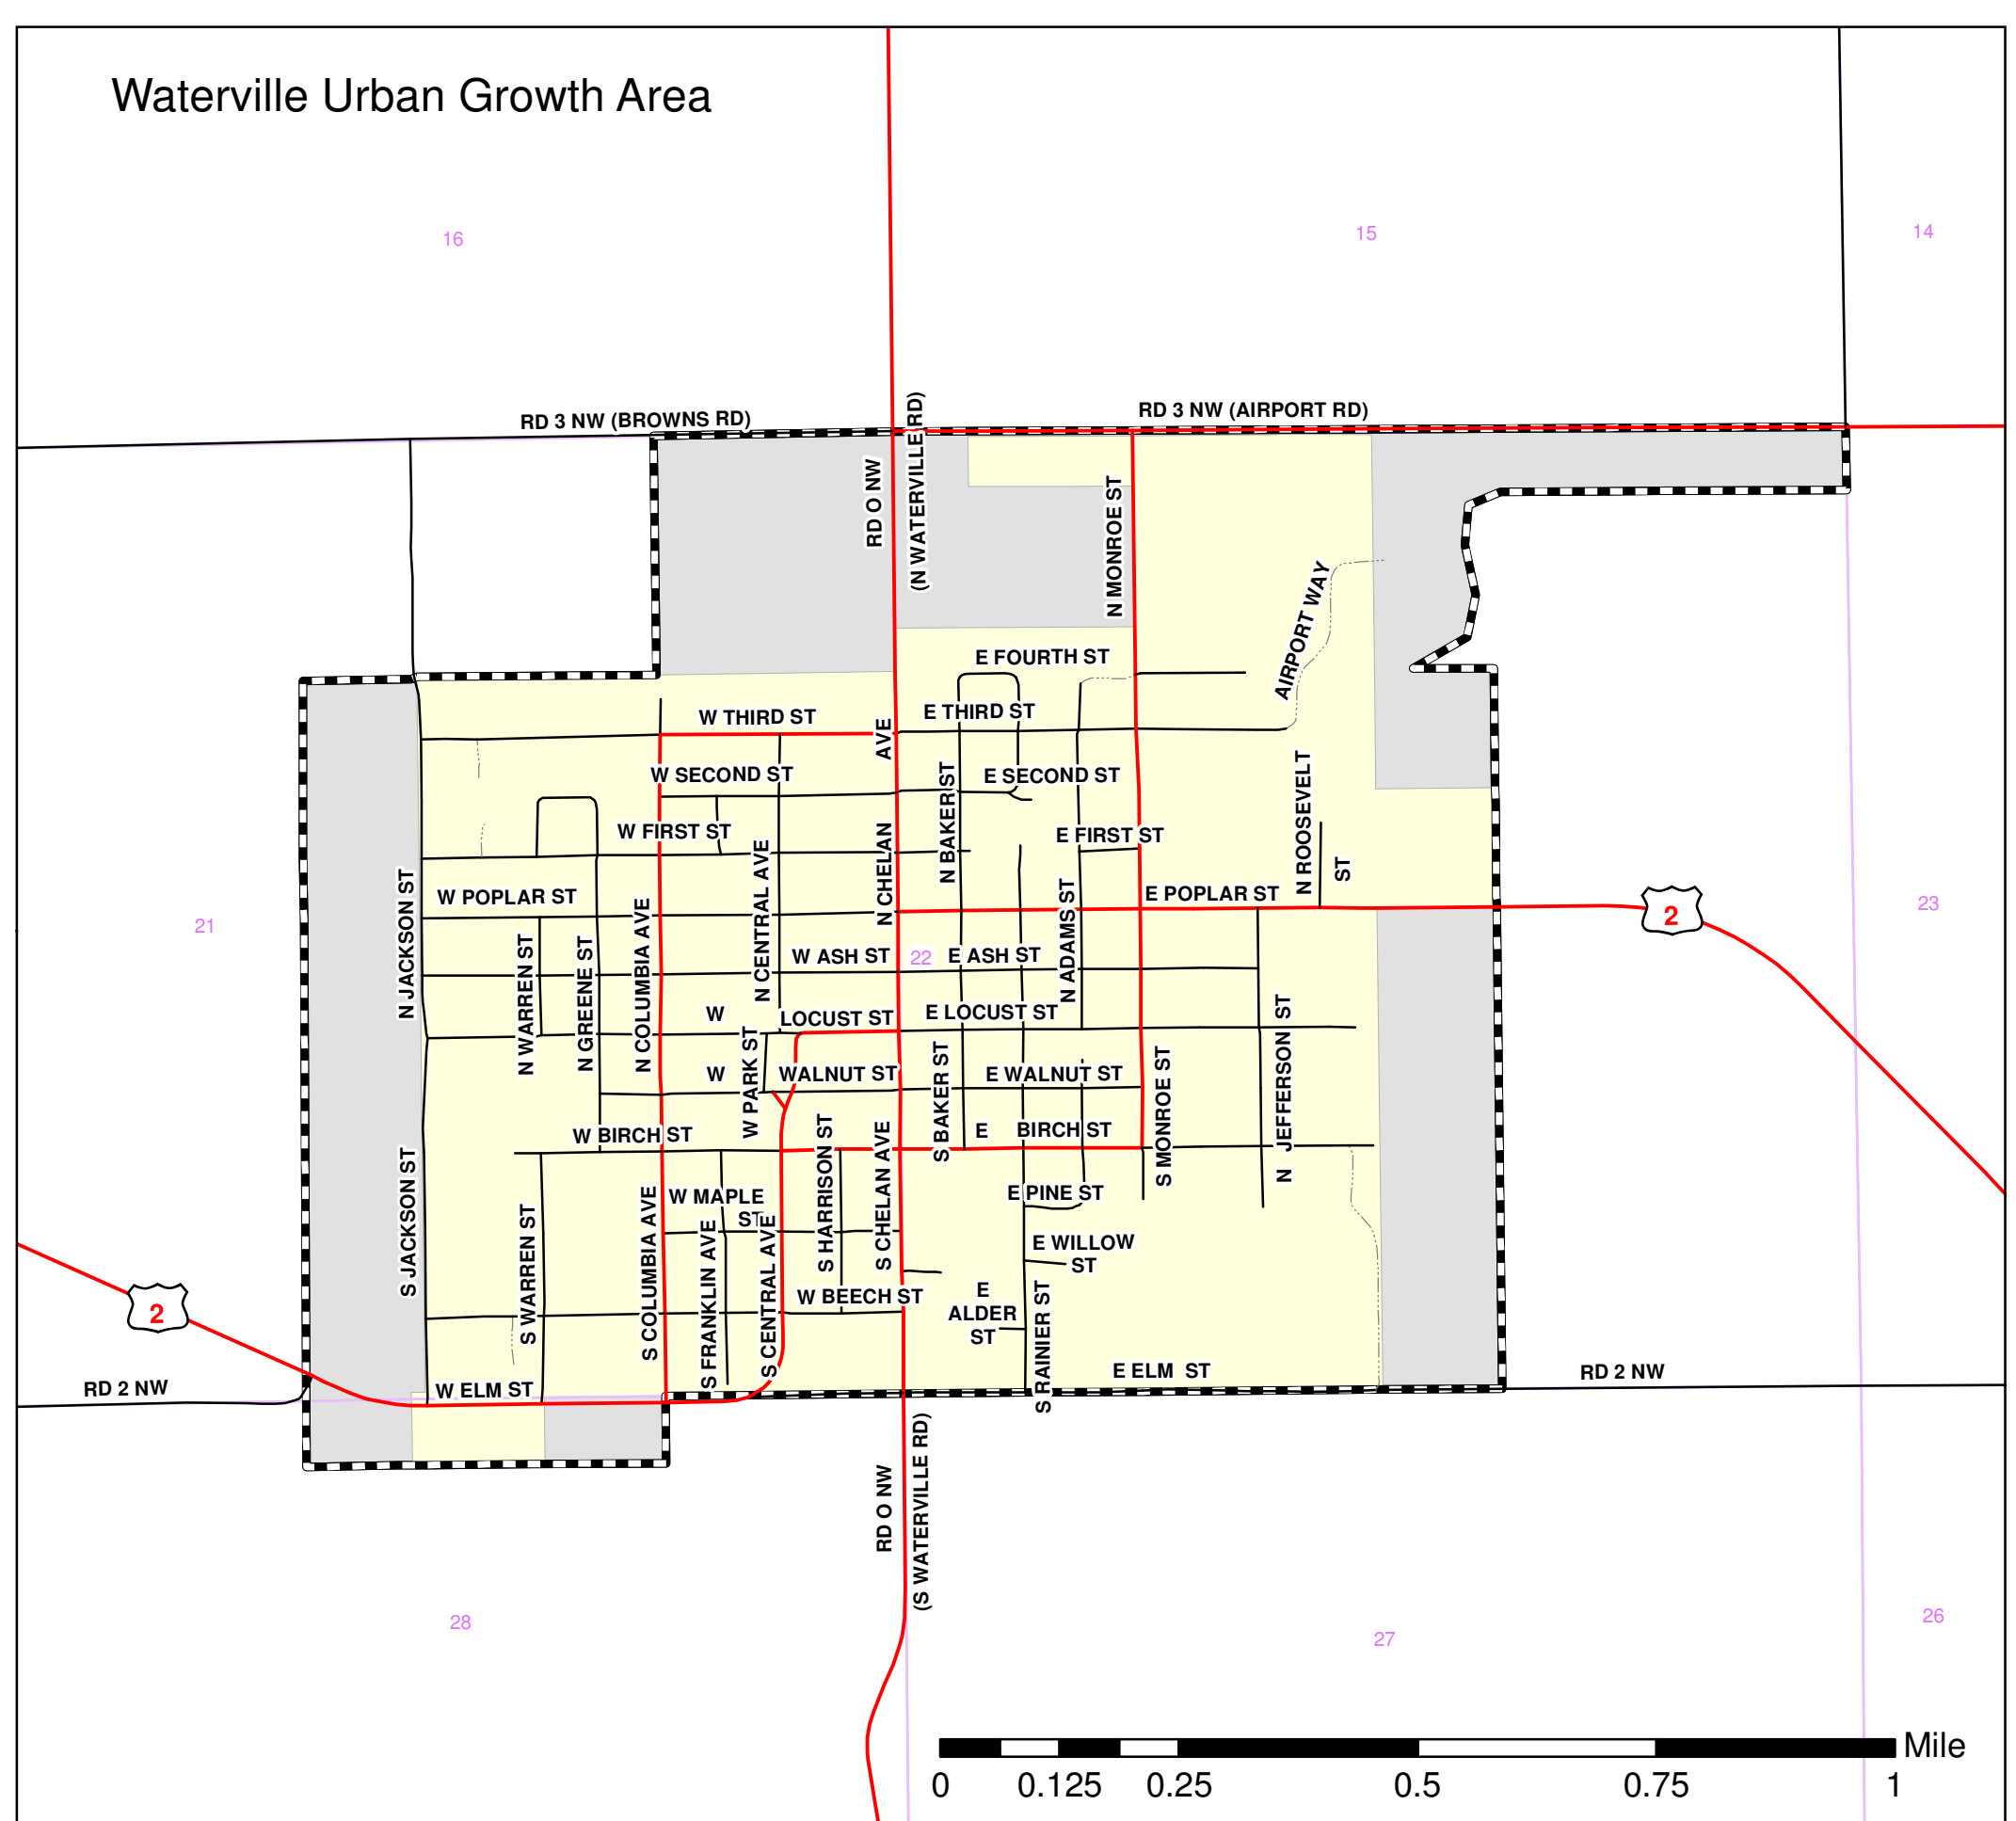 Waterville Urban Growth Area
16
15
14
RD 3 NW (BROWNS RD)
RD 3 NW (AIRPORT RD)
RD O NW
(N WATERVILLE RD)
N MONROE ST
AIRPORT WAY
E FOURTH ST
W THIRD ST
E THIRD ST
AVE
W SECOND ST
E SECOND ST
N BAKER ST
N ROOSEVELT
ST
W FIRST ST
E FIRST ST
N CHELAN
W POPLAR ST
E POPLAR ST
2
21
23
N JACKSON ST
N WARREN ST
N GREENE ST
N COLUMBIA AVE
N CENTRAL AVE
N ADAMS ST
W ASH ST
22
E ASH ST
W
LOCUST ST
E LOCUST ST
W PARK ST
W
WALNUT ST
E WALNUT ST
S BAKER ST
S MONROE ST
N JEFFERSON ST
W BIRCH ST
E BIRCH ST
S JACKSON ST
S WARREN ST
S COLUMBIA AVE
S FRANKLIN AVE
S CENTRAL AVE
S HARRISON ST
S CHELAN AVE
W MAPLE
ST
E PINE ST
E WILLOW
ST
W BEECH ST
E
ALDER
ST
S RAINIER ST
2
RD 2 NW
W ELM ST
E ELM ST
RD 2 NW
RD O NW
(S WATERVILLE RD)
28
27
26
Mile
0 0.125 0.25 0.5 0.75 1